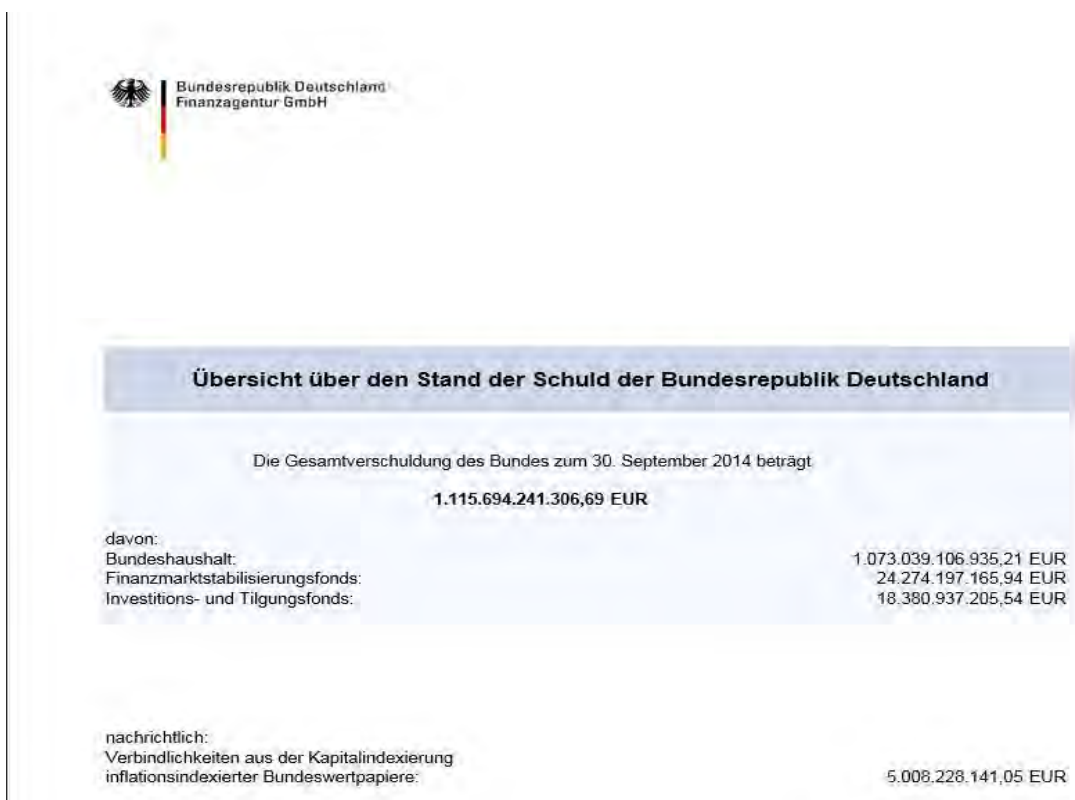 Bundesrepublik Deutschland
Finanzagentur GmbH
Übersicht über den Stand der Schuld der Bundesrepublik Deutschland
Die Gesamtverschuldung des Bundes zum 30. September 2014 beträgt
1.115.694.241.306,69 EUR
davon:
Bundeshaushalt: 1.073.039.106.935,21 EUR
Finanzmarktstabilisierungsfonds: 24.274.197.165,94 EUR
Investitions- und Tilgungsfonds: 18.380.937.205,54 EUR
nachrichtlich:
Verbindlichkeiten aus der Kapitalindexierung
inflationsindexierter Bundeswertpapiere: 5.008.228.141,05 EUR